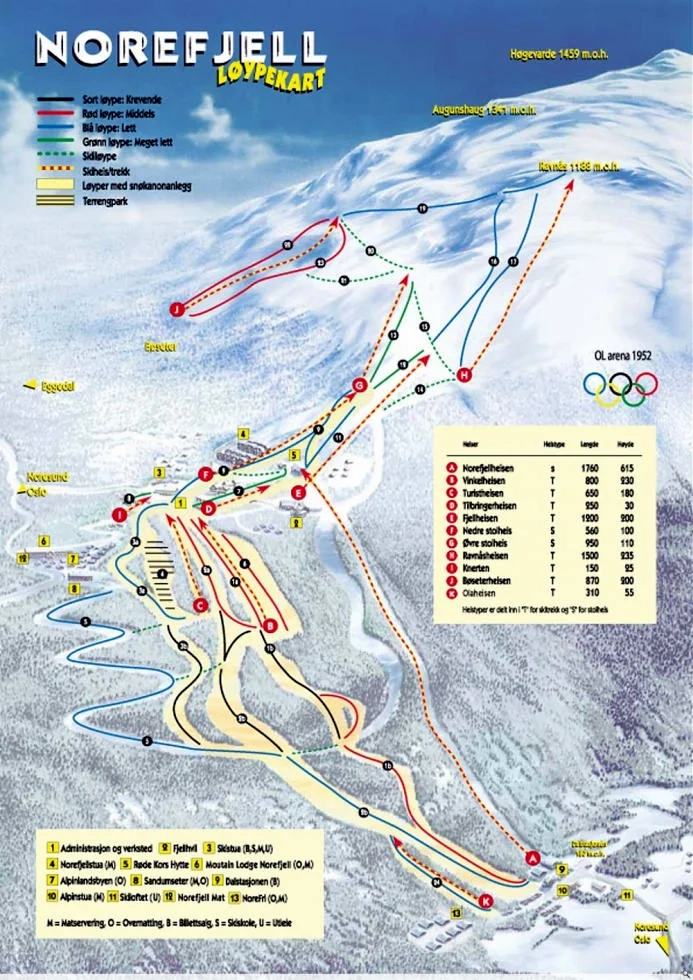 NOREFJELL
LØYPEKART
Høgevarde 1459 m.o.h.
Augunshaug 1341 m.o.h.
Ravnås 1188 m.o.h.
Sort løype: Krevende
Rød løype: Middels
Blå løype: Lett
Grønn løype: Meget lett
Skiløype
Skiheis/trekk
Løyper med snøkanonanlegg
Terrengpark
Bøseter
Eggedal
Noresund
Oslo
OL arena 1952
Heiser Heistype Lengde Høyde
A Norefjellheisen s 1760 615
B Vinkelheisen T 800 230
C Turistheisen T 650 180
D Tilbringerheisen T 250 30
E Fjellheisen T 1200 200
F Nedre stolheis S 560 100
G Øvre stolheis S 950 110
H Ravnåsheisen T 1500 235
I Knerten T 150 25
J Bøseterheisen T 870 200
K Olaheisen T 310 55
Heistyper er delt inn i "T" for skitrekk og "S" for stolheis
J
H
G
F
E
I
D
C
B
A
K
1 Administrasjon og verksted 2 Fjellhvil 3 Skistua (B,S,M,U)
4 Norefjellstua (M) 5 Røde Kors Hytte 6 Moutain Lodge Norefjell (O,M)
7 Alpinlandsbyen (O) 8 Sandumseter (M,O) 9 Dalstasjonen (B)
10 Alpinstua (M) 11 Skiloftet (U) 12 Norefjell Mat 13 NoreFri (O,M)
M = Matservering, O = Overnatting, B = Billettsalg, S = Skiskole, U = Utleie
Noresund
Oslo